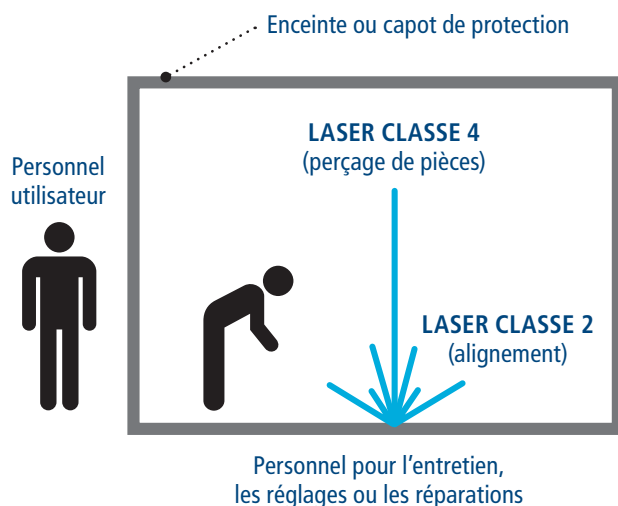 Enceinte ou capot de protection
LASER CLASSE 4
(perçage de pièces)
Personnel
utilisateur
LASER CLASSE 2
(alignement)
Personnel pour l’entretien,
les réglages ou les réparations